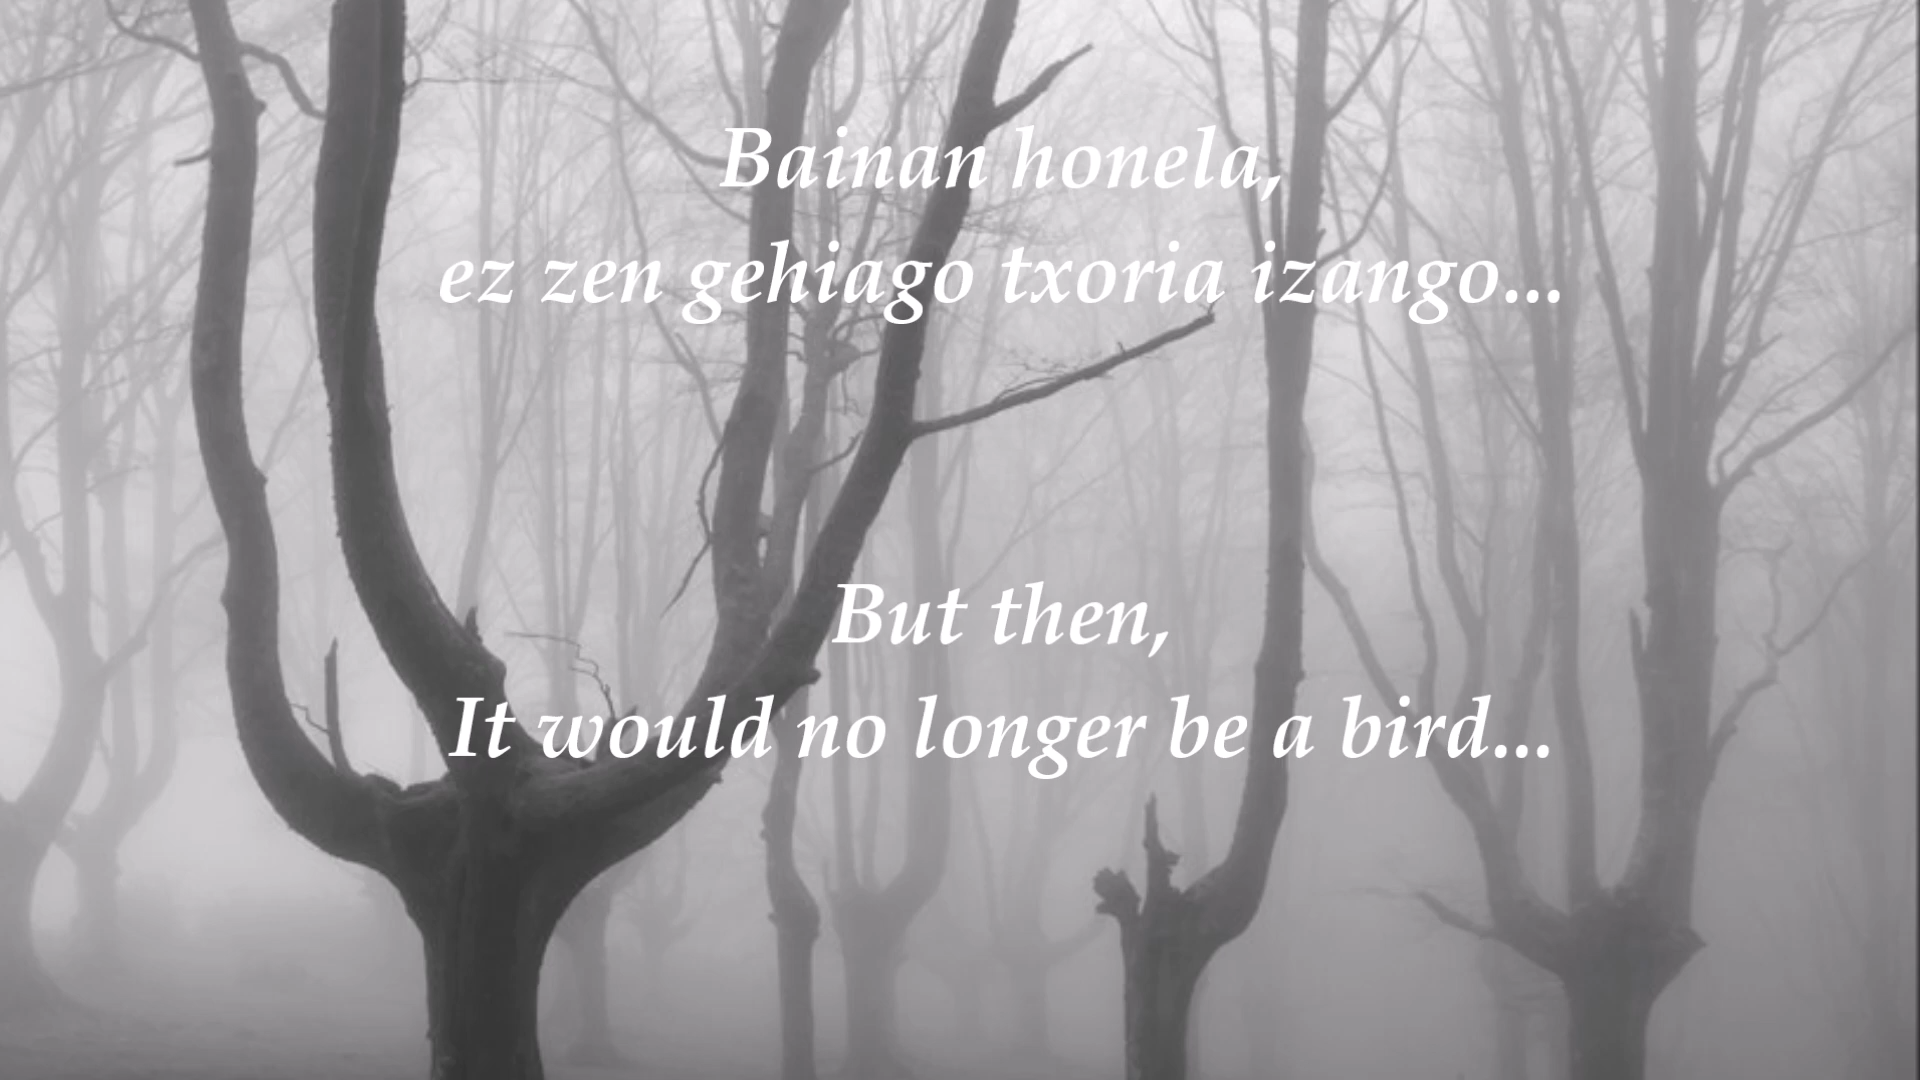 Bainan honela,
ez zen gehiago txoria izango...
But then,
It would no longer be a bird...